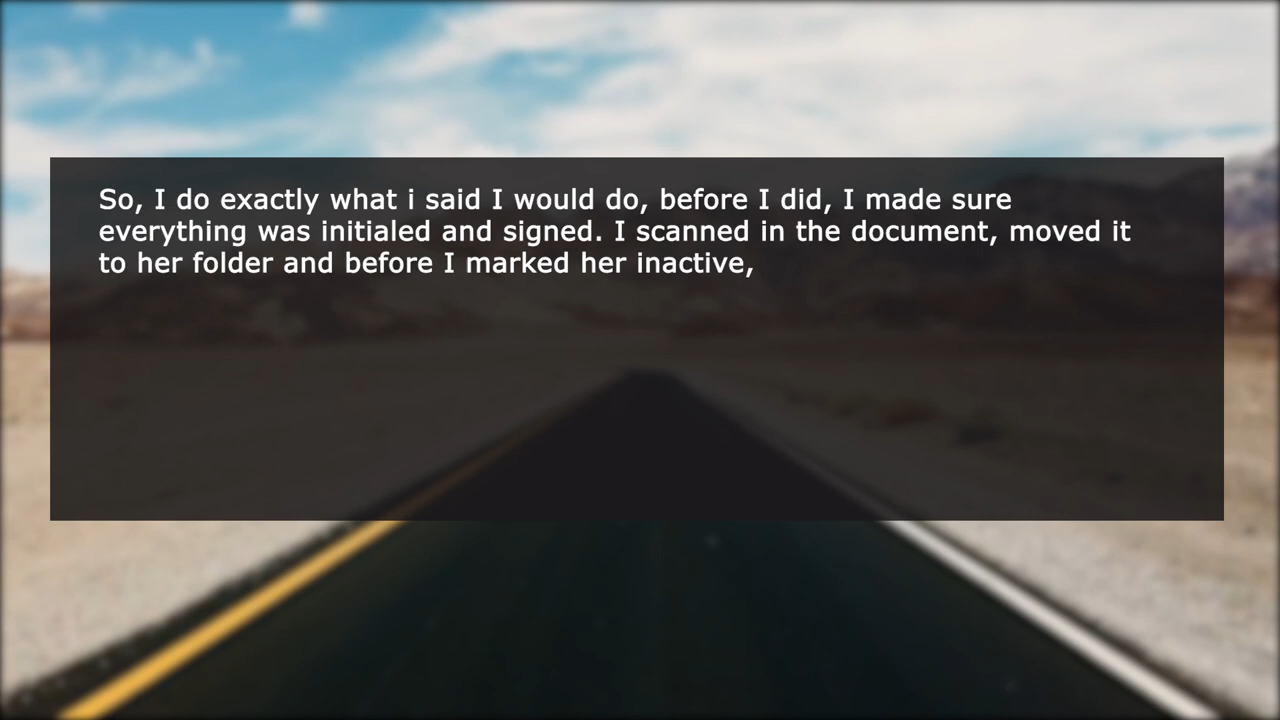 So, I do exactly what i said I would do, before I did, I made sure
everything was initialed and signed. I scanned in the document, moved it
to her folder and before I marked her inactive,